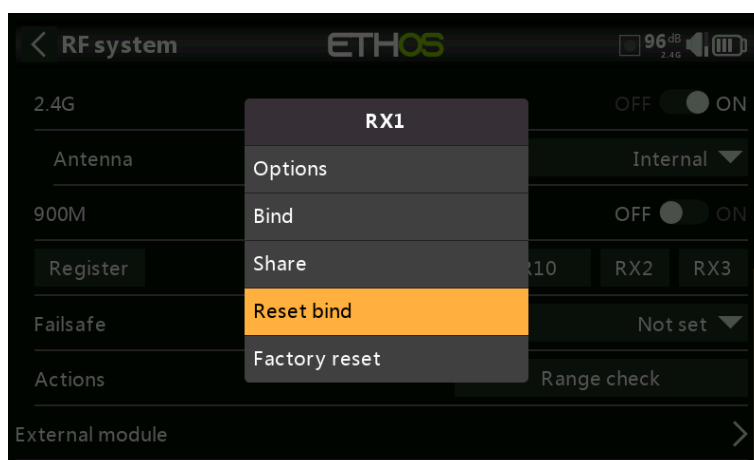 RF system ETHOS 96 dB 2.4G
2.4G OFF ON
RX1
Antenna Internal
Options
900M Bind OFF ON
Register Share R10 RX2 RX3
Reset bind
Failsafe Not set
Factory reset
Actions Range check
External module